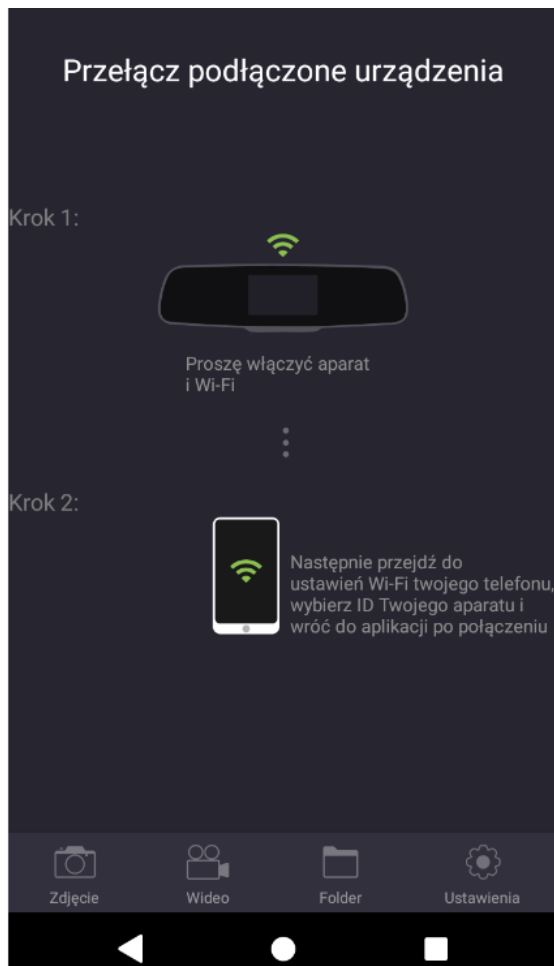 Przełącz podłączone urządzenia
Krok 1:
Proszę włączyć aparat
i Wi-Fi
Krok 2:
Następnie przejdź do
ustawień Wi-Fi twojego telefonu,
wybierz ID Twojego aparatu i
wróć do aplikacji po połączeniu
Zdjęcie
Wideo
Folder
Ustawienia